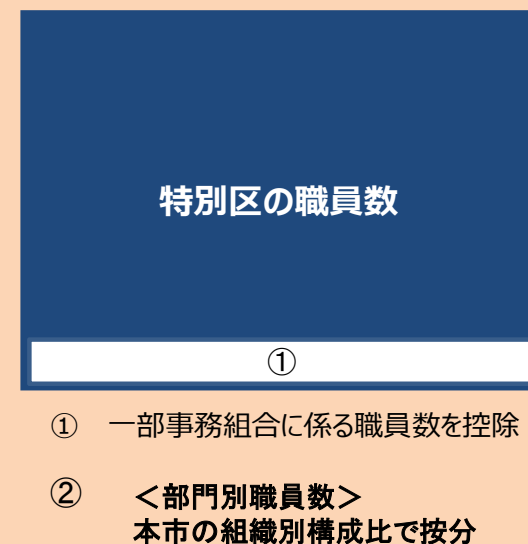 特別区の職員数
①
① 一部事務組合に係る職員数を控除
② ＜部門別職員数＞
本市の組織別構成比で按分